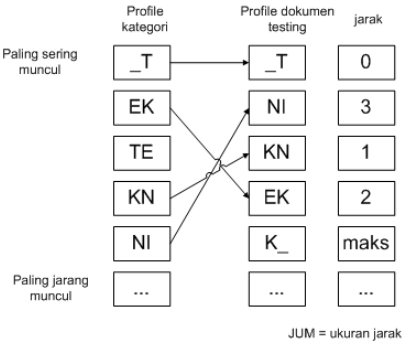 Profile
kategori
Profile dokumen
testing
jarak
Paling sering
muncul
_T
_T
0
EK
NI
3
TE
KN
1
KN
EK
2
NI
K_
maks
Paling jarang
muncul
...
...
...
JUM = ukuran jarak